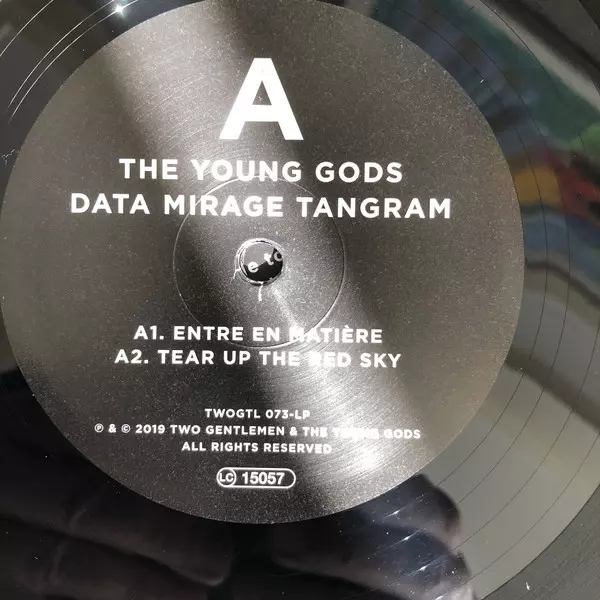 A
THE YOUNG GODS
DATA MIRAGE TANGRAM
e to
A1. ENTRE EN MATIÈRE
A2. TEAR UP THE RED SKY
TWOGTL 073-LP
℗ & © 2019 TWO GENTLEMEN & THE YOUNG GODS
ALL RIGHTS RESERVED
LC 15057